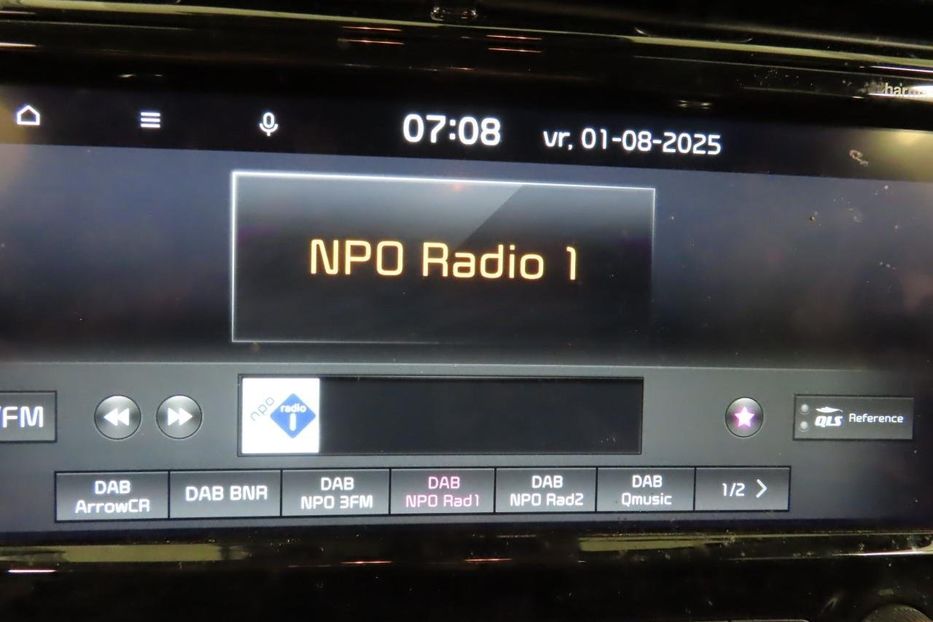 harm
07:08 vr, 01-08-2025
NPO Radio 1
/FM
npo radio 1
QLS Reference
DAB ArrowCR
DAB BNR
DAB NPO 3FM
DAB NPO Rad1
DAB NPO Rad2
DAB Qmusic
1/2